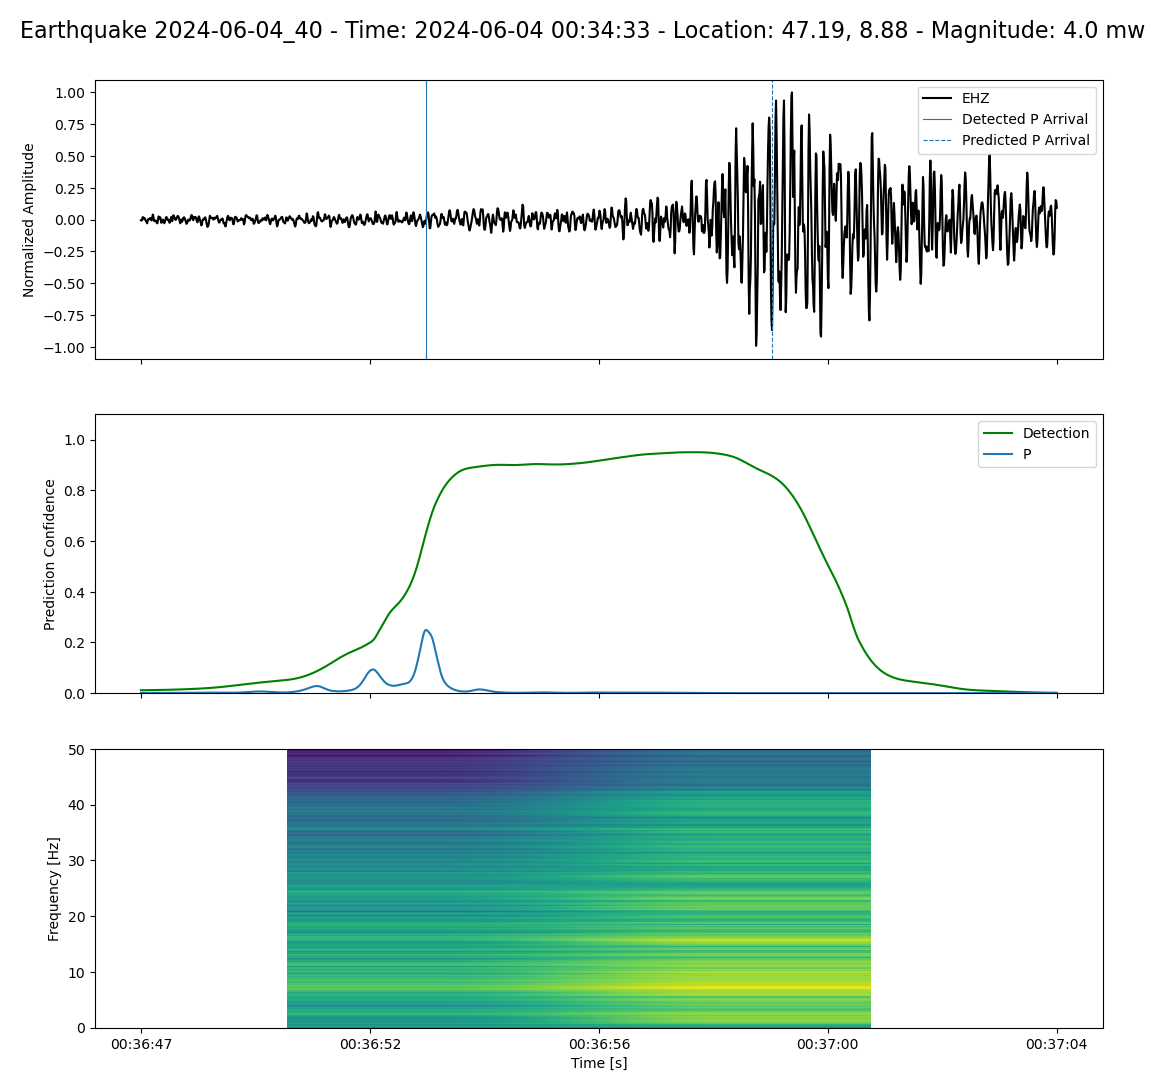 Earthquake 2024-06-04_40 - Time: 2024-06-04 00:34:33 - Location: 47.19, 8.88 - Magnitude: 4.0 mw
Normalized Amplitude
1.00
0.75
0.50
0.25
0.00
−0.25
−0.50
−0.75
−1.00
EHZ
Detected P Arrival
Predicted P Arrival
Prediction Confidence
1.0
0.8
0.6
0.4
0.2
0.0
Detection
P
Frequency [Hz]
50
40
30
20
10
0
00:36:47 00:36:52 00:36:56 00:37:00 00:37:04
Time [s]